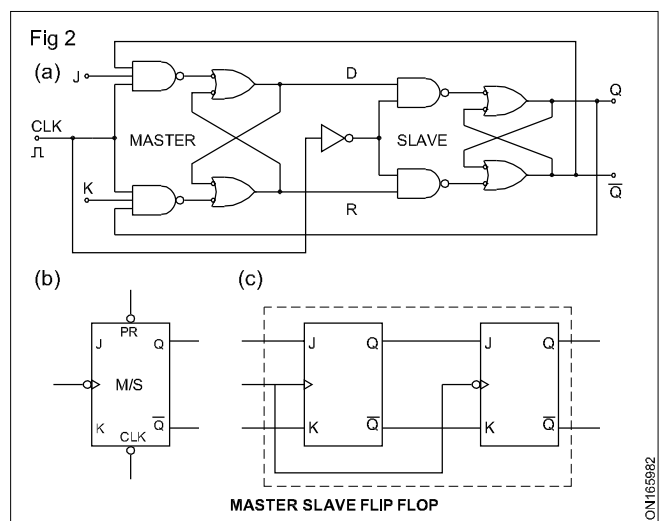 Fig 2
(a)
J
D
Q
CLK
MASTER
SLAVE
K
R
Q̅
(b)
(c)
PR
J Q
M/S
K Q̅
CLK
J Q J Q
K Q̅ K Q̅
MASTER SLAVE FLIP FLOP
ON165982